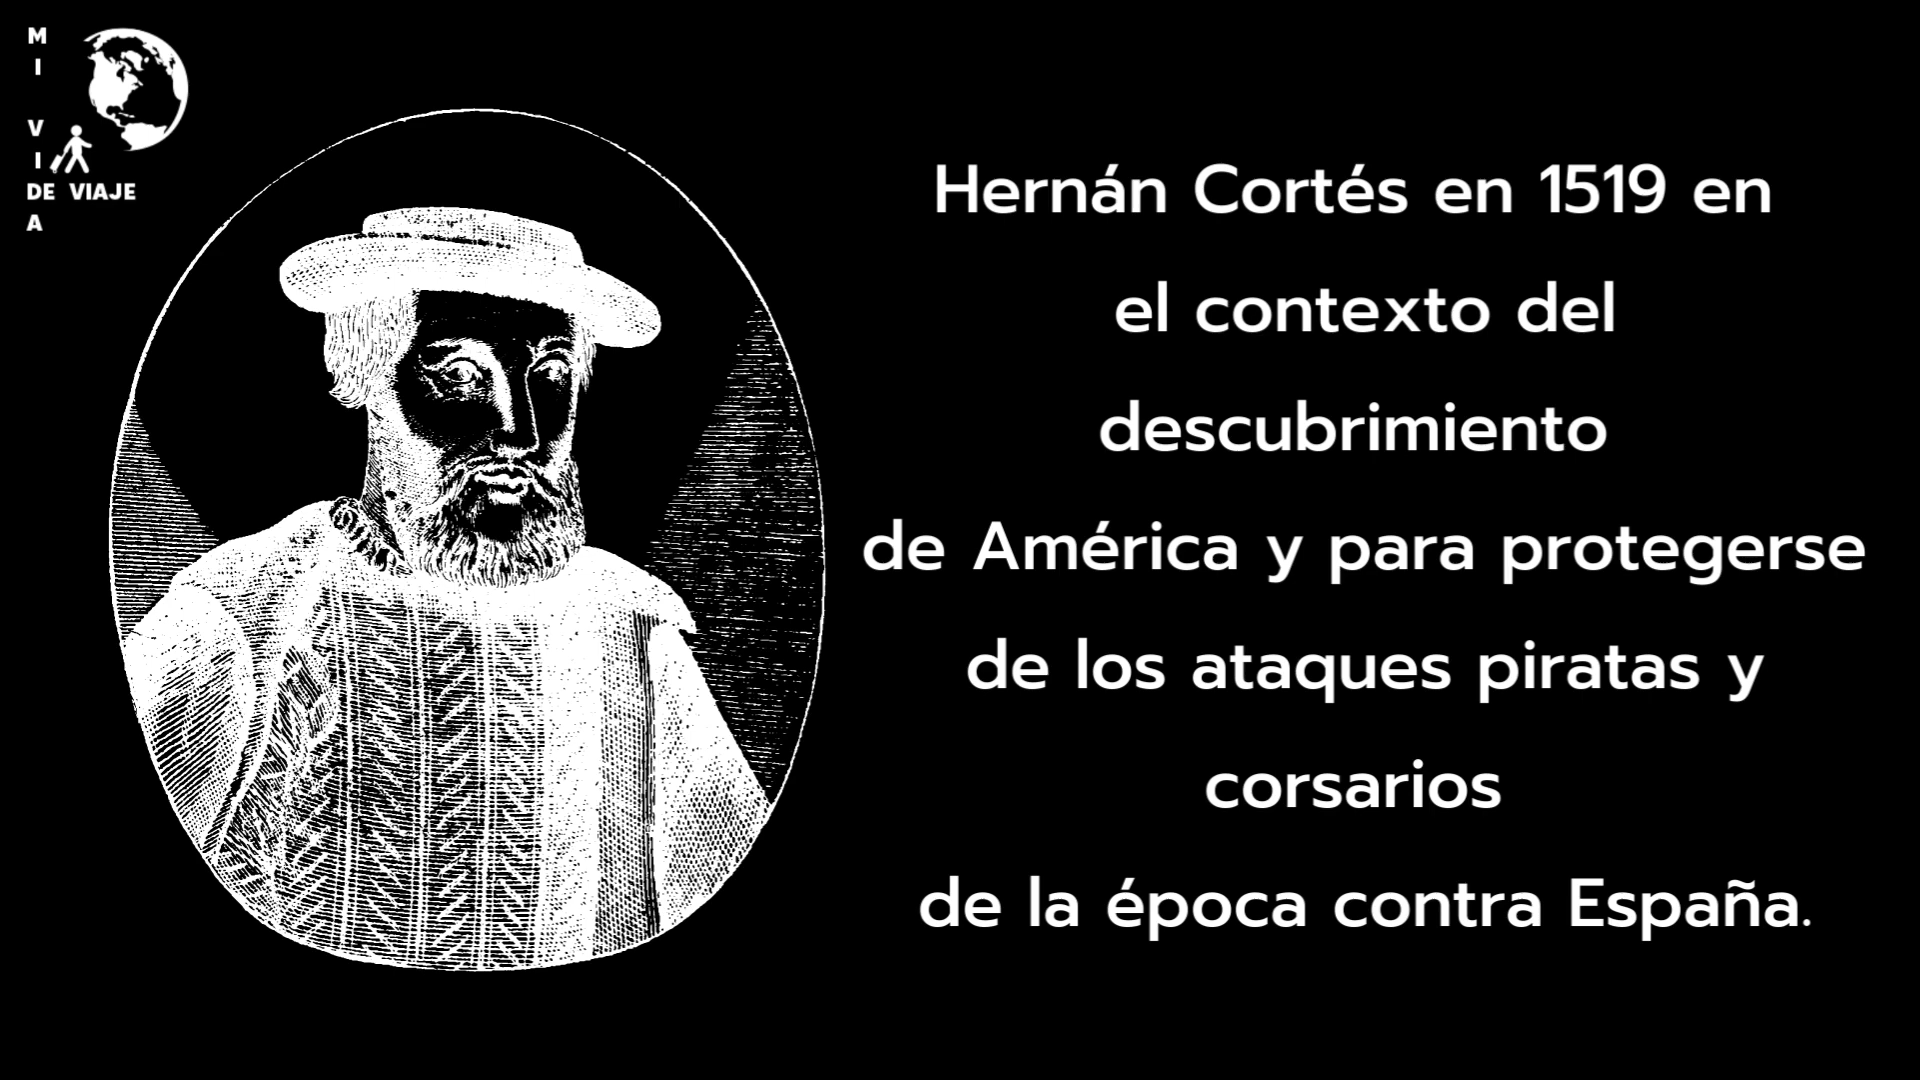 MI VIDA
DE VIAJE
Hernán Cortés en 1519 en
el contexto del
descubrimiento
de América y para protegerse
de los ataques piratas y
corsarios
de la época contra España.